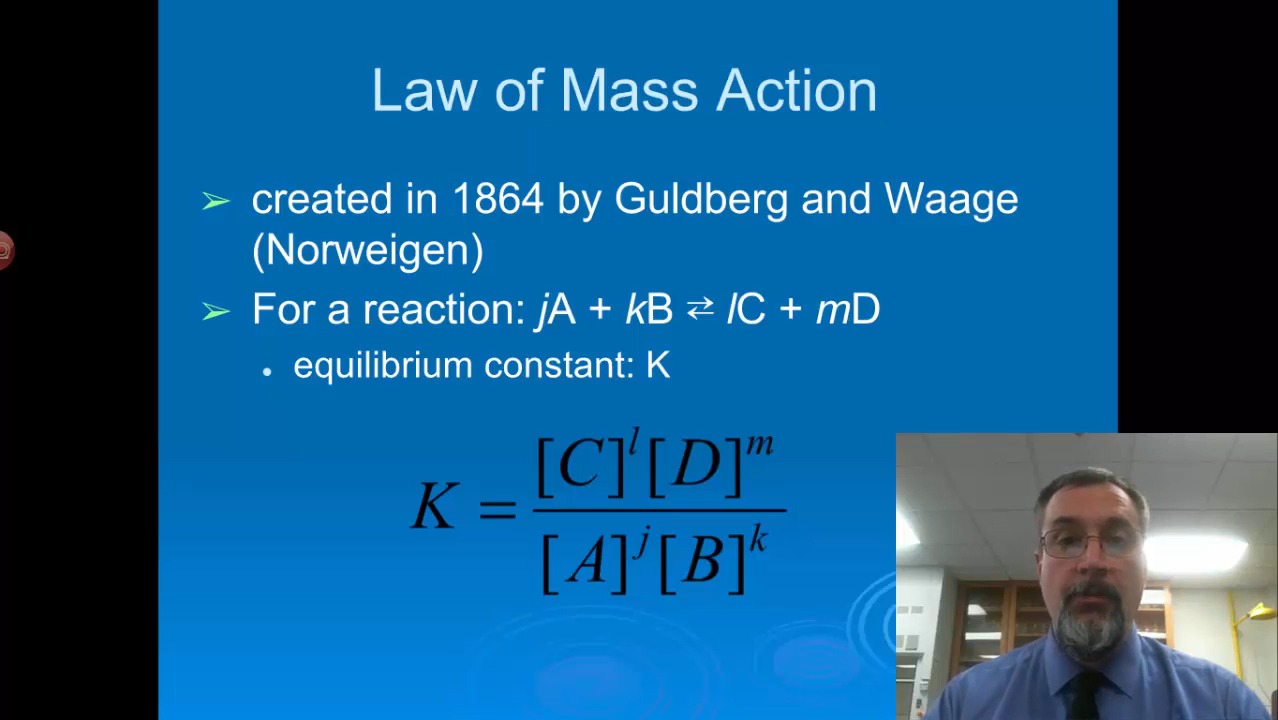 Law of Mass Action
➢ created in 1864 by Guldberg and Waage
(Norweigen)
➢ For a reaction: jA + kB ⇄ lC + mD
• equilibrium constant: K
K = [C]^l [D]^m / [A]^j [B]^k